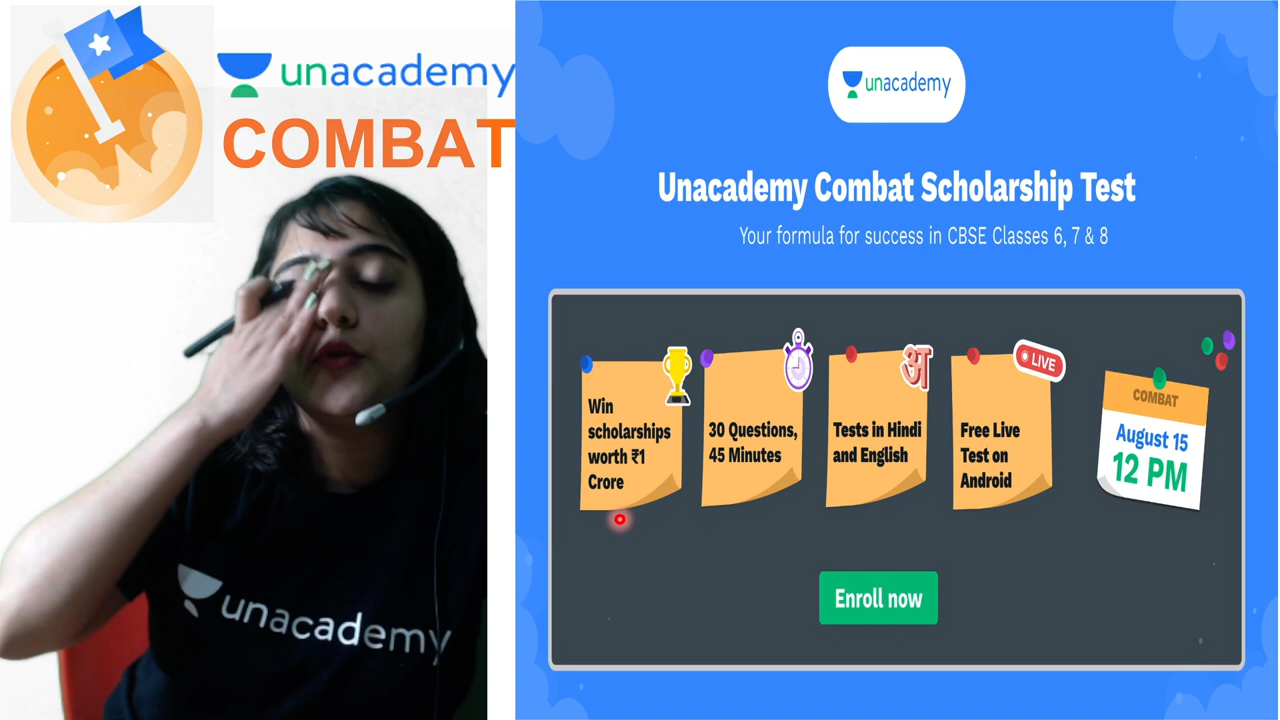 unacademy
COMBAT
unacademy
unacademy
Unacademy Combat Scholarship Test
Your formula for success in CBSE Classes 6, 7 & 8
Win
scholarships
worth ₹1
Crore
30 Questions,
45 Minutes
अ
Tests in Hindi
and English
LIVE
Free Live
Test on
Android
COMBAT
August 15
12 PM
Enroll now